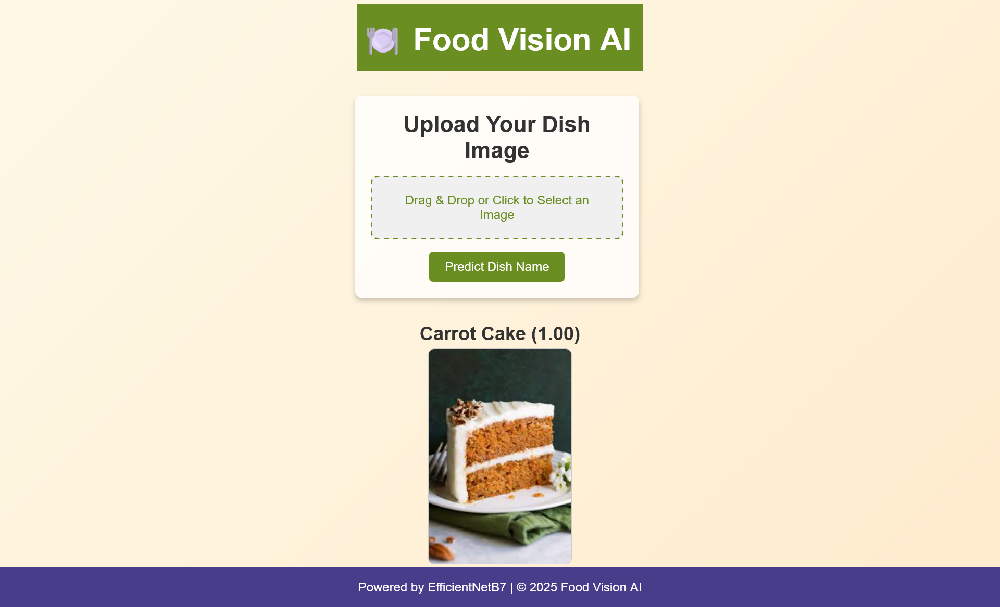 Food Vision AI
Upload Your Dish
Image
Drag & Drop or Click to Select an
Image
Predict Dish Name
Carrot Cake (1.00)
Powered by EfficientNetB7 | © 2025 Food Vision AI